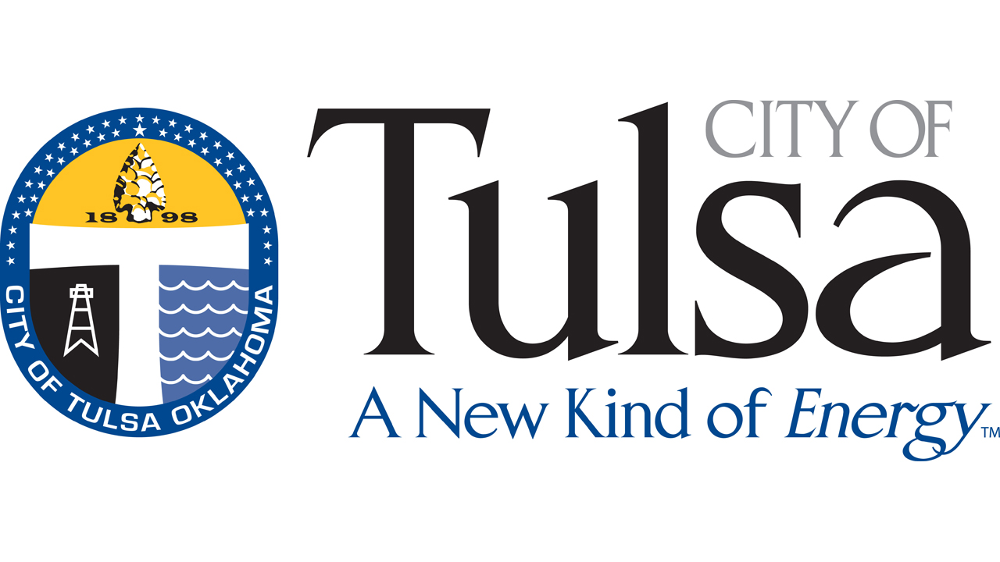 1898
CITY OF TULSA OKLAHOMA
CITY OF
Tulsa
A New Kind of Energy™